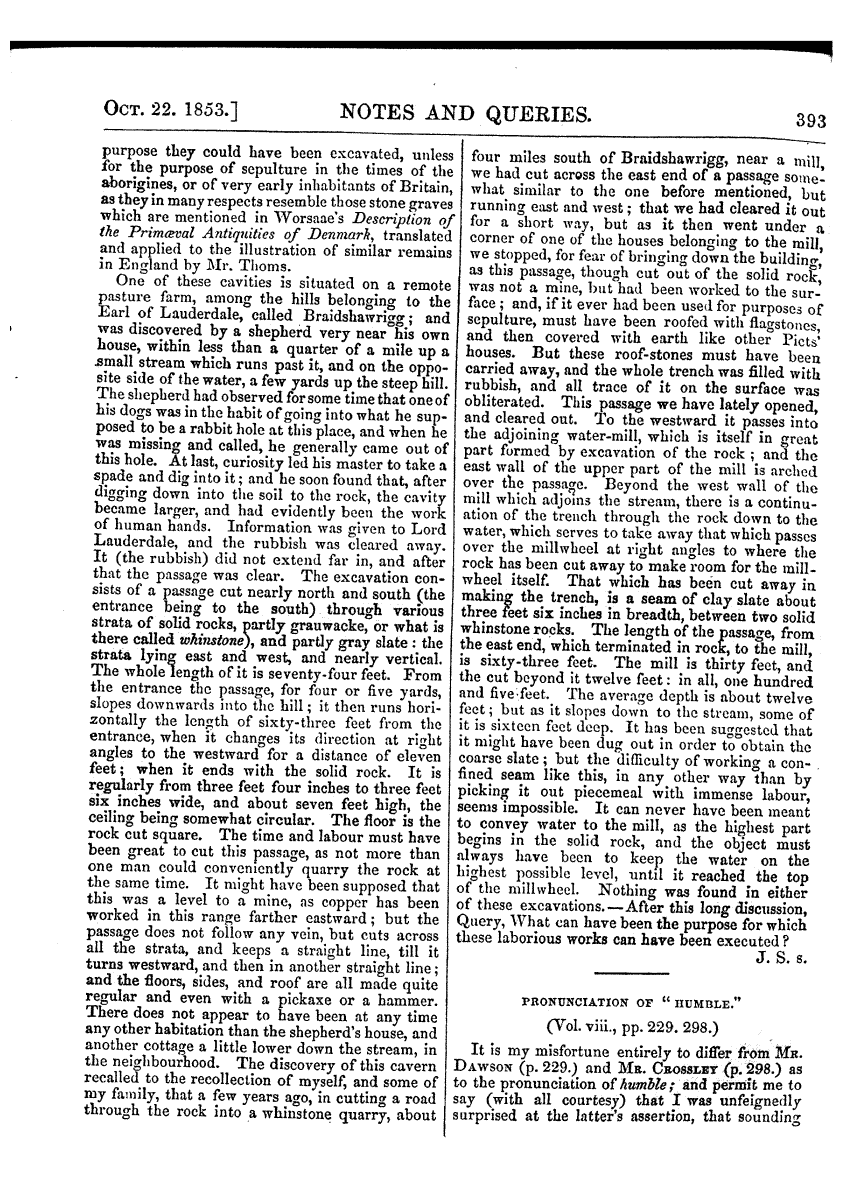 OCT. 22. 1853.] NOTES AND QUERIES. 393
purpose they could have been excavated, unless
for the purpose of sepulture in the times of the
aborigines, or of very early inhabitants of Britain,
as they in many respects resemble those stone graves
which are mentioned in Worsaae's Description of
the Primæval Antiquities of Denmark, translated
and applied to the illustration of similar remains
in England by Mr. Thoms.
One of these cavities is situated on a remote
pasture farm, among the hills belonging to the
Earl of Lauderdale, called Braidshawrigg; and
was discovered by a shepherd very near his own
house, within less than a quarter of a mile up a
small stream which runs past it, and on the oppo-
site side of the water, a few yards up the steep hill.
The shepherd had observed for some time that one of
his dogs was in the habit of going into what he sup-
posed to be a rabbit hole at this place, and when he
was missing and called, he generally came out of
this hole. At last, curiosity led his master to take a
spade and dig into it; and he soon found that, after
digging down into the soil to the rock, the cavity
became larger, and had evidently been the work
of human hands. Information was given to Lord
Lauderdale, and the rubbish was cleared away.
It (the rubbish) did not extend far in, and after
that the passage was clear. The excavation con-
sists of a passage cut nearly north and south (the
entrance being to the south) through various
strata of solid rocks, partly grauwacke, or what is
there called whinstone), and partly gray slate: the
strata lying east and west, and nearly vertical.
The whole length of it is seventy-four feet. From
the entrance the passage, for four or five yards,
slopes downwards into the hill; it then runs hori-
zontally the length of sixty-three feet from the
entrance, when it changes its direction at right
angles to the westward for a distance of eleven
feet; when it ends with the solid rock. It is
regularly from three feet four inches to three feet
six inches wide, and about seven feet high, the
ceiling being somewhat circular. The floor is the
rock cut square. The time and labour must have
been great to cut this passage, as not more than
one man could conveniently quarry the rock at
the same time. It might have been supposed that
this was a level to a mine, as copper has been
worked in this range farther eastward; but the
passage does not follow any vein, but cuts across
all the strata, and keeps a straight line, till it
turns westward, and then in another straight line;
and the floors, sides, and roof are all made quite
regular and even with a pickaxe or a hammer.
There does not appear to have been at any time
any other habitation than the shepherd's house, and
another cottage a little lower down the stream, in
the neighbourhood. The discovery of this cavern
recalled to the recollection of myself, and some of
my family, that a few years ago, in cutting a road
through the rock into a whinstone quarry, about
four miles south of Braidshawrigg, near a mill,
we had cut across the east end of a passage some-
what similar to the one before mentioned, but
running east and west; that we had cleared it out
for a short way, but as it then went under a
corner of one of the houses belonging to the mill,
we stopped, for fear of bringing down the building,
as this passage, though cut out of the solid rock,
was not a mine, but had been worked to the sur-
face; and, if it ever had been used for purposes of
sepulture, must have been roofed with flagstones,
and then covered with earth like other Picts'
houses. But these roof-stones must have been
carried away, and the whole trench was filled with
rubbish, and all trace of it on the surface was
obliterated. This passage we have lately opened,
and cleared out. To the westward it passes into
the adjoining water-mill, which is itself in great
part formed by excavation of the rock; and the
east wall of the upper part of the mill is arched
over the passage. Beyond the west wall of the
mill which adjoins the stream, there is a continu-
ation of the trench through the rock down to the
water, which serves to take away that which passes
over the millwheel at right angles to where the
rock has been cut away to make room for the mill-
wheel itself. That which has been cut away in
making the trench, is a seam of clay slate about
three feet six inches in breadth, between two solid
whinstone rocks. The length of the passage, from
the east end, which terminated in rock, to the mill,
is sixty-three feet. The mill is thirty feet, and
the cut beyond it twelve feet: in all, one hundred
and five feet. The average depth is about twelve
feet; but as it slopes down to the stream, some of
it is sixteen feet deep. It has been suggested that
it might have been dug out in order to obtain the
coarse slate; but the difficulty of working a con-
fined seam like this, in any other way than by
picking it out piecemeal with immense labour,
seems impossible. It can never have been meant
to convey water to the mill, as the highest part
begins in the solid rock, and the object must
always have been to keep the water on the
highest possible level, until it reached the top
of the millwheel. Nothing was found in either
of these excavations.—After this long discussion,
Query, What can have been the purpose for which
these laborious works can have been executed?
J. S. s.
PRONUNCIATION OF "HUMBLE."
(Vol. viii., pp. 229. 298.)
It is my misfortune entirely to differ from MR.
DAWSON (p. 229.) and MR. CROSSLEY (p. 298.) as
to the pronunciation of humble; and permit me to
say (with all courtesy) that I was unfeignedly
surprised at the latter's assertion, that sounding